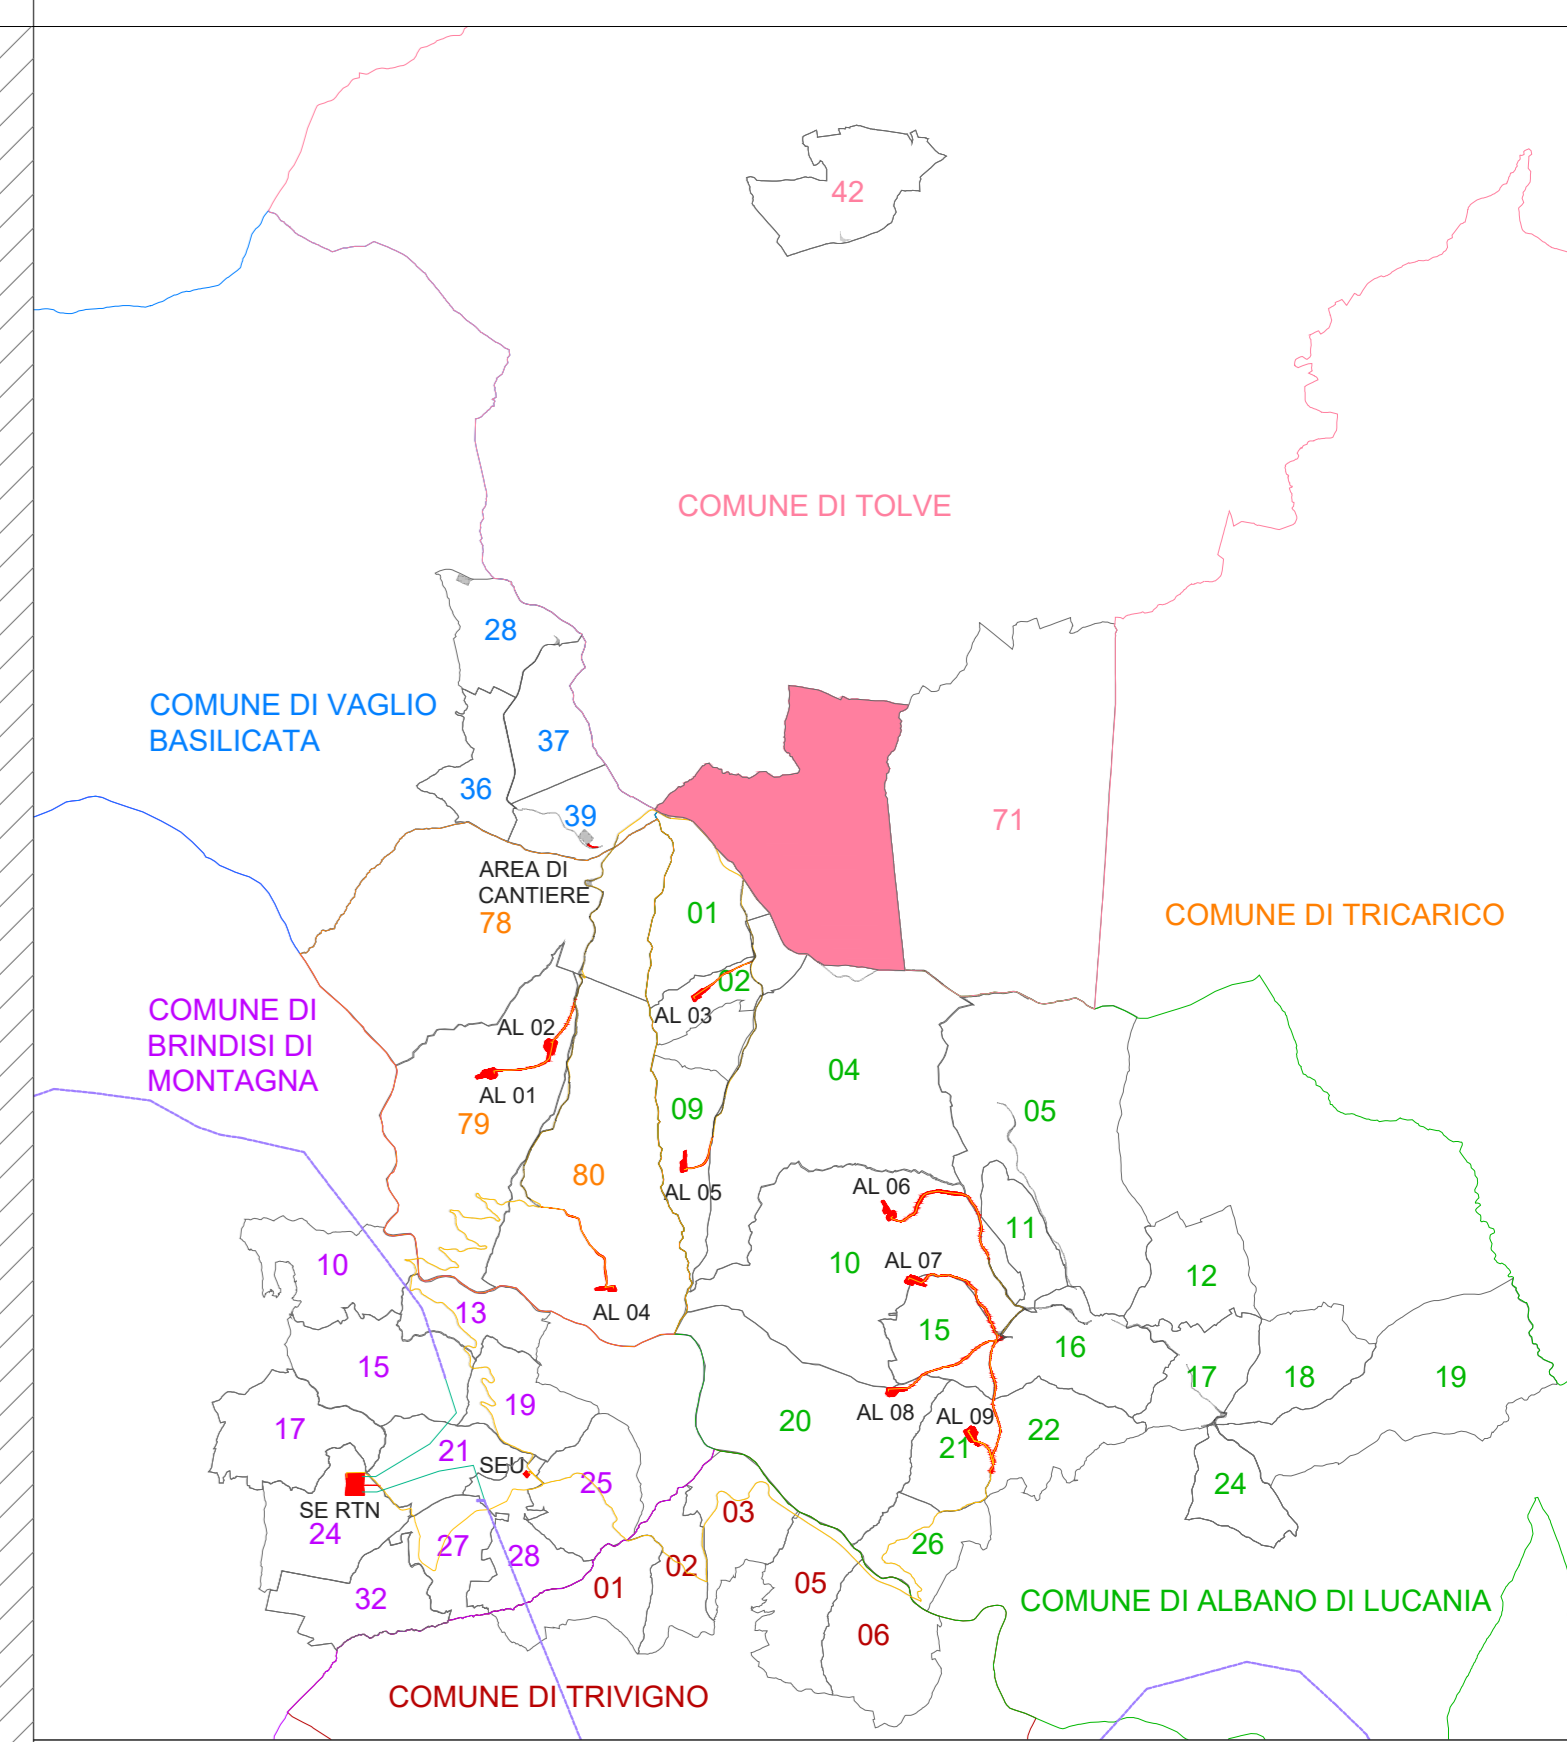 42
COMUNE DI TOLVE
28
COMUNE DI VAGLIO
BASILICATA
37
36
39
71
AREA DI
CANTIERE
78
01
COMUNE DI TRICARICO
02
COMUNE DI
BRINDISI DI
MONTAGNA
AL 03
AL 02
AL 01
04
09
05
79
80
AL 05
AL 06
11
10
10
AL 07
12
13
AL 04
15
16
15
17
18
19
19
AL 08
AL 09
17
20
21
22
21
SEU
25
24
SE RTN
24
03
27
28
26
02
32
01
05
COMUNE DI ALBANO DI LUCANIA
06
COMUNE DI TRIVIGNO